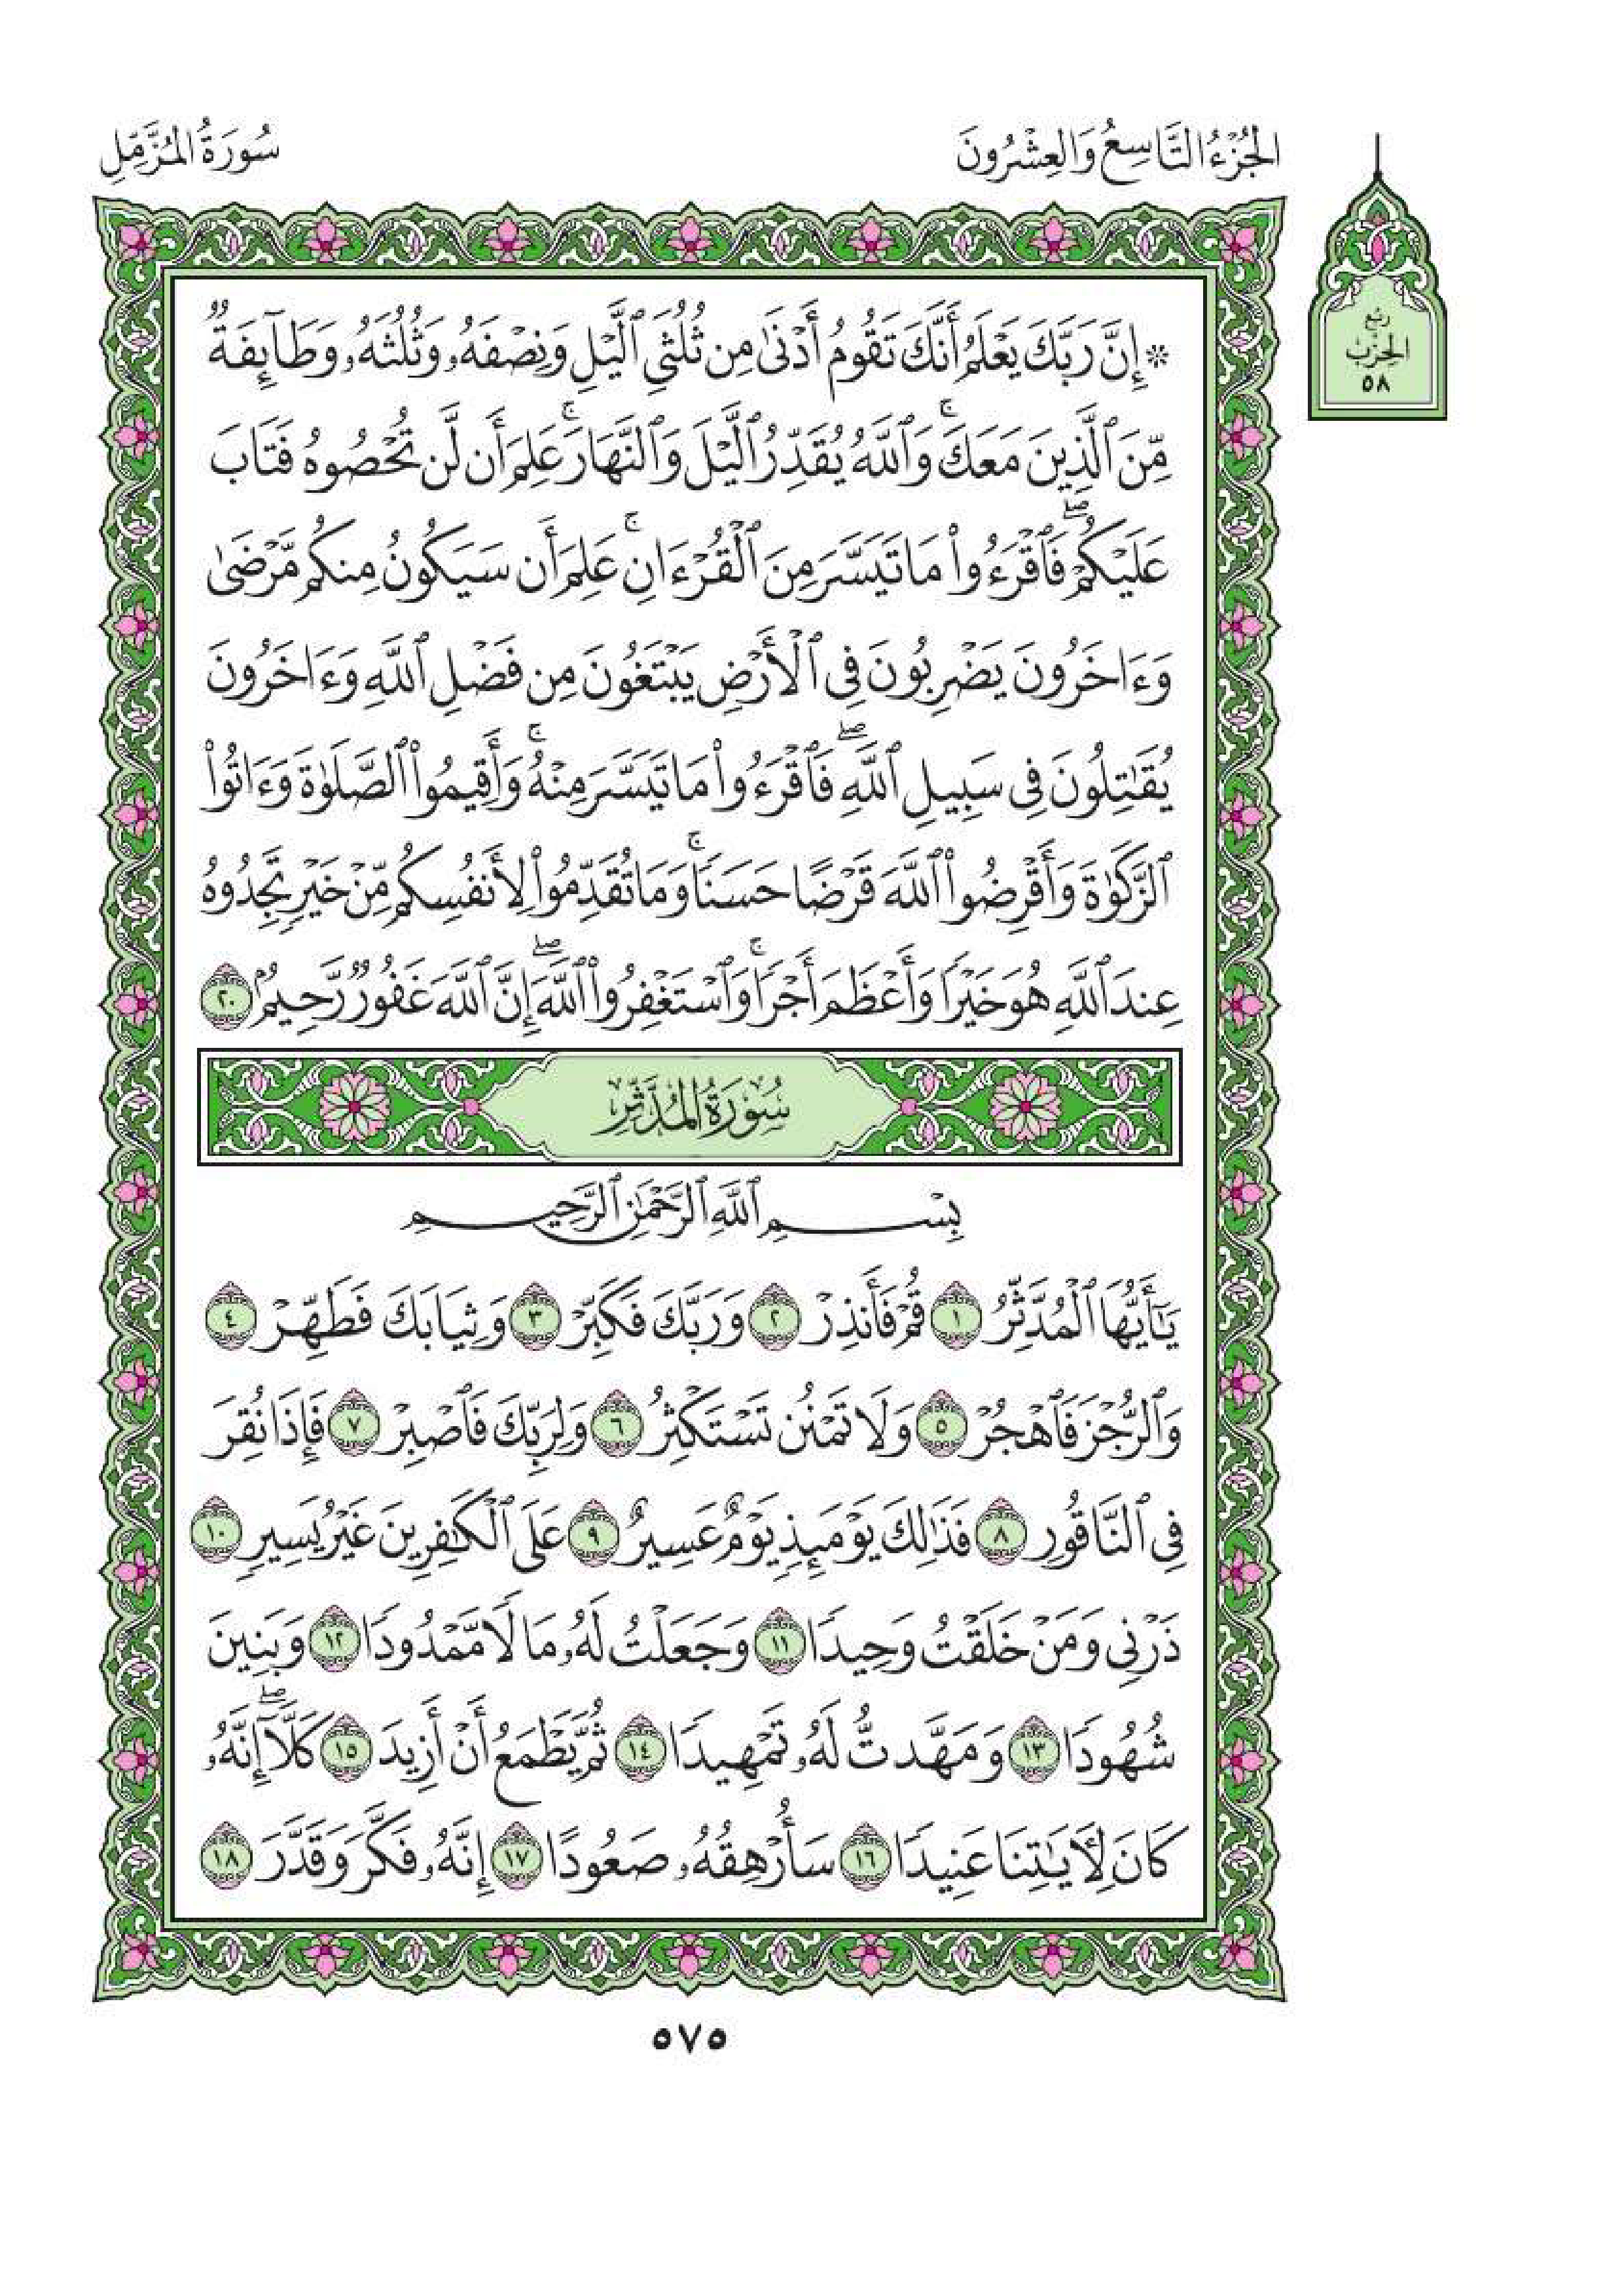 الجُزْءُ التَّاسِعُ وَالعِشْرُونَ
سُورَةُ المُزَّمِّلِ
رُبْع
الحِزْب
٥٨
۞ إِنَّ رَبَّكَ يَعْلَمُ أَنَّكَ تَقُومُ أَدْنَىٰ مِن ثُلُثَىِ ٱلَّيْلِ وَنِصْفَهُۥ وَثُلُثَهُۥ وَطَآئِفَةٌ
مِّنَ ٱلَّذِينَ مَعَكَۚ وَٱللَّهُ يُقَدِّرُ ٱلَّيْلَ وَٱلنَّهَارَۚ عَلِمَ أَن لَّن تُحْصُوهُ فَتَابَ
عَلَيْكُمْۖ فَٱقْرَءُوا۟ مَا تَيَسَّرَ مِنَ ٱلْقُرْءَانِۚ عَلِمَ أَن سَيَكُونُ مِنكُم مَّرْضَىٰ
وَءَاخَرُونَ يَضْرِبُونَ فِى ٱلْأَرْضِ يَبْتَغُونَ مِن فَضْلِ ٱللَّهِ وَءَاخَرُونَ
يُقَٰتِلُونَ فِى سَبِيلِ ٱللَّهِۖ فَٱقْرَءُوا۟ مَا تَيَسَّرَ مِنْهُۚ وَأَقِيمُوا۟ ٱلصَّلَوٰةَ وَءَاتُوا۟
ٱلزَّكَوٰةَ وَأَقْرِضُوا۟ ٱللَّهَ قَرْضًا حَسَنًاۚ وَمَا تُقَدِّمُوا۟ لِأَنفُسِكُم مِّنْ خَيْرٍ تَجِدُوهُ
عِندَ ٱللَّهِ هُوَ خَيْرًا وَأَعْظَمَ أَجْرًاۚ وَٱسْتَغْفِرُوا۟ ٱللَّهَۖ إِنَّ ٱللَّهَ غَفُورٌ رَّحِيمٌۢ ٢٠
سُورَةُ المُدَّثِّرِ
بِسْمِ ٱللَّهِ ٱلرَّحْمَٰنِ ٱلرَّحِيمِ
يَٰٓأَيُّهَا ٱلْمُدَّثِّرُ ١ قُمْ فَأَنذِرْ ٢ وَرَبَّكَ فَكَبِّرْ ٣ وَثِيَابَكَ فَطَهِّرْ ٤
وَٱلرُّجْزَ فَٱهْجُرْ ٥ وَلَا تَمْنُن تَسْتَكْثِرُ ٦ وَلِرَبِّكَ فَٱصْبِرْ ٧ فَإِذَا نُقِرَ
فِى ٱلنَّاقُورِ ٨ فَذَٰلِكَ يَوْمَئِذٍ يَوْمٌ عَسِيرٌ ٩ عَلَى ٱلْكَٰفِرِينَ غَيْرُ يَسِيرٍ ١٠
ذَرْنِى وَمَنْ خَلَقْتُ وَحِيدًا ١١ وَجَعَلْتُ لَهُۥ مَالًا مَّمْدُودًا ١٢ وَبَنِينَ
شُهُودًا ١٣ وَمَهَّدتُّ لَهُۥ تَمْهِيدًا ١٤ ثُمَّ يَطْمَعُ أَنْ أَزِيدَ ١٥ كَلَّآۖ إِنَّهُۥ
كَانَ لِءَايَٰتِنَا عَنِيدًا ١٦ سَأُرْهِقُهُۥ صَعُودًا ١٧ إِنَّهُۥ فَكَّرَ وَقَدَّرَ ١٨
٥٧٥